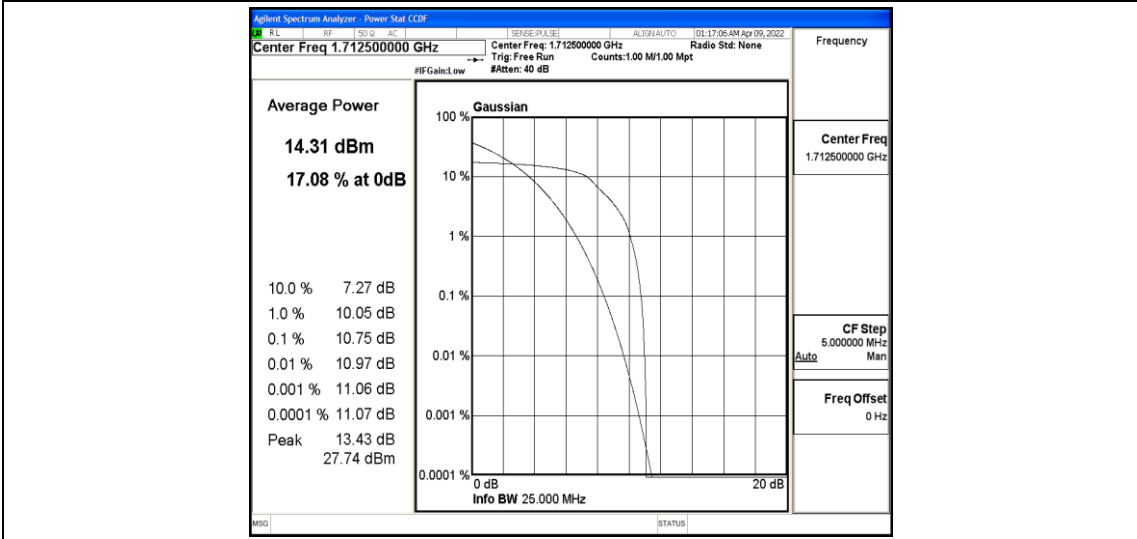 Agilent Spectrum Analyzer - Power Stat CCDF
RL RF 50 Ω AC SENSE:PULSE ALIGN AUTO 01:17:06 AM Apr 09, 2022
Center Freq 1.712500000 GHz
Center Freq: 1.712500000 GHz Radio Std: None
Trig: Free Run Counts:1.00 M/1.00 Mpt
#IFGain:Low #Atten: 40 dB
Frequency
Average Power
14.31 dBm
17.08 % at 0dB
10.0 % 7.27 dB
1.0 % 10.05 dB
0.1 % 10.75 dB
0.01 % 10.97 dB
0.001 % 11.06 dB
0.0001 % 11.07 dB
Peak 13.43 dB
27.74 dBm
Gaussian
100 %
10 %
1 %
0.1 %
0.01 %
0.001 %
0.0001 %
0 dB 20 dB
Info BW 25.000 MHz
Center Freq
1.712500000 GHz
CF Step
5.000000 MHz
Auto Man
Freq Offset
0 Hz
MSG STATUS